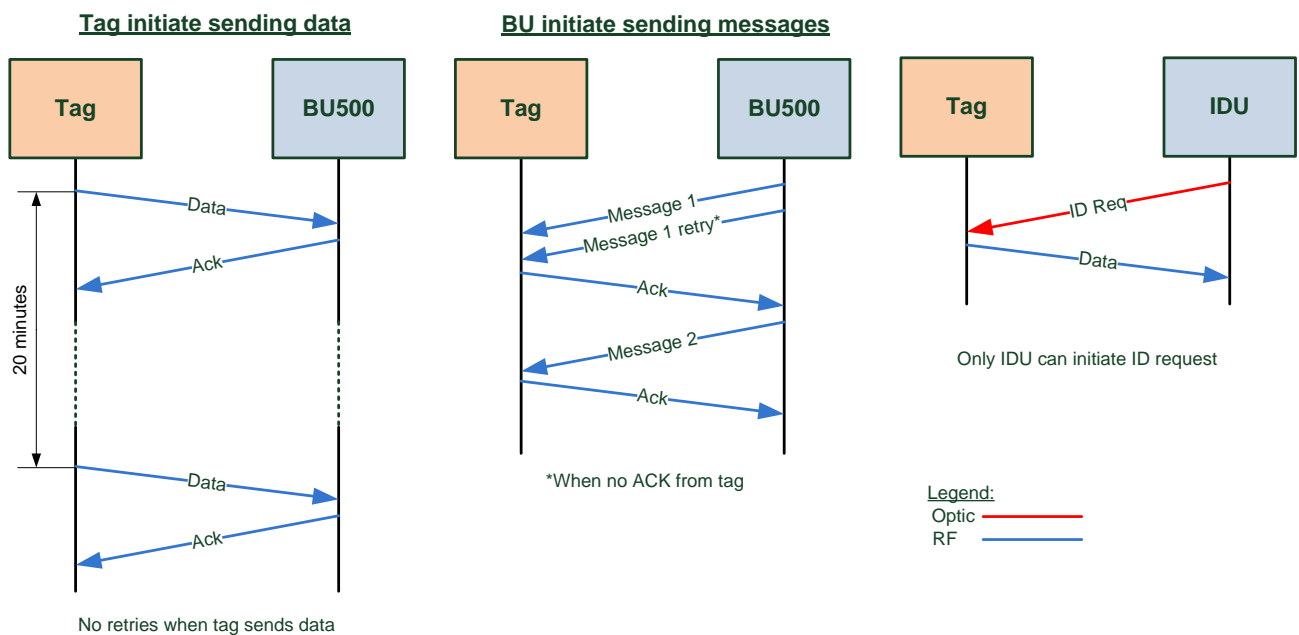 Tag initiate sending data
BU initiate sending messages
Tag
BU500
Tag
BU500
Tag
IDU
Data
Ack
20 minutes
Data
Ack
No retries when tag sends data
Message 1
Message 1 retry*
Ack
Message 2
Ack
*When no ACK from tag
ID Req
Data
Only IDU can initiate ID request
Legend:
Optic
RF